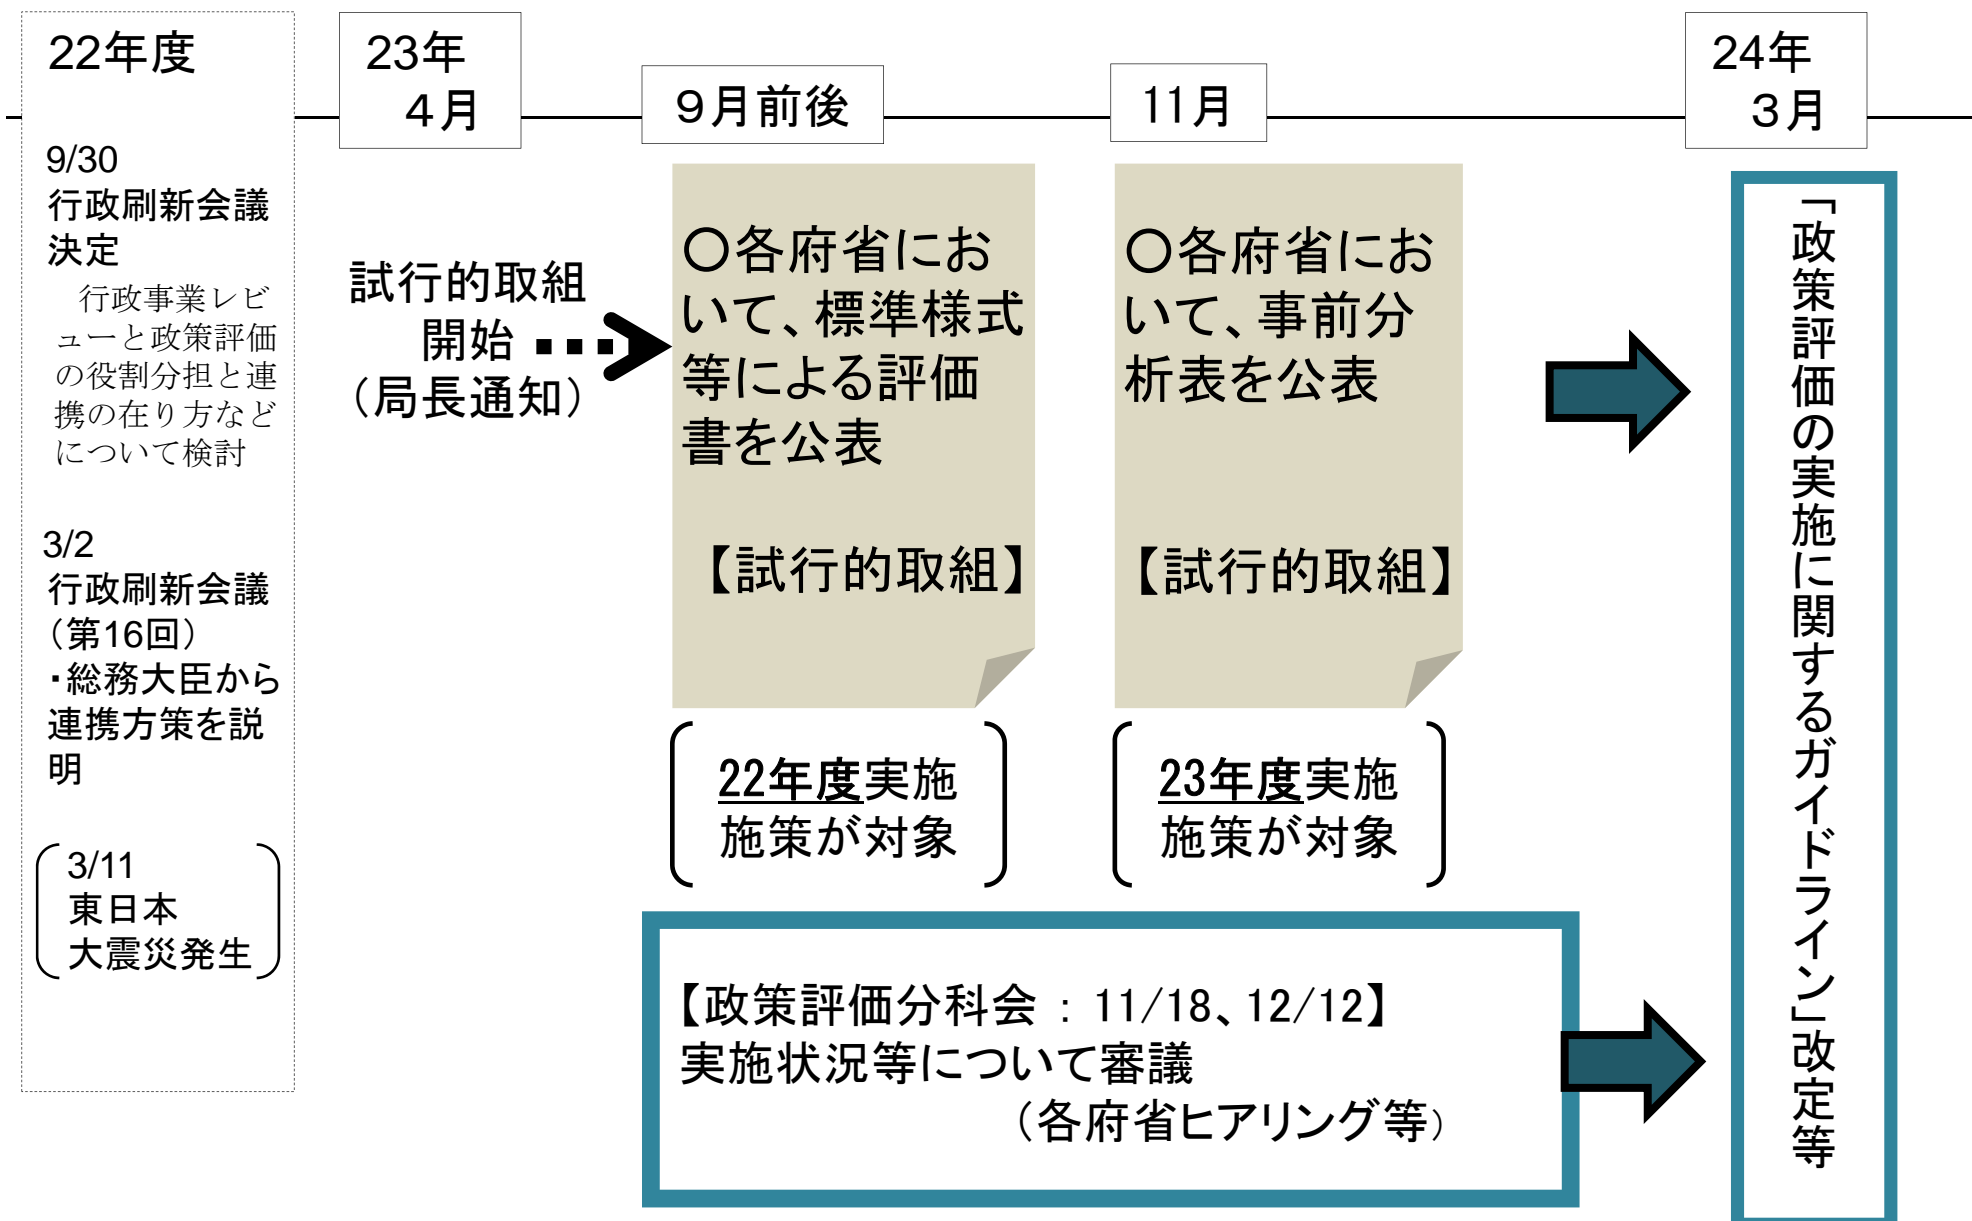 22年度
9/30
行政刷新会議
決定
行政事業レビ
ューと政策評価
の役割分担と連
携の在り方など
について検討
3/2
行政刷新会議
（第16回）
・総務大臣から
連携方策を説
明
3/11
東日本
大震災発生
23年
４月
試行的取組
開始
（局長通知）
９月前後
〇各府省にお
いて、標準様式
等による評価
書を公表
【試行的取組】
22年度実施
施策が対象
11月
〇各府省にお
いて、事前分
析表を公表
【試行的取組】
23年度実施
施策が対象
【政策評価分科会：11/18、12/12】
実施状況等について審議
（各府省ヒアリング等）
24年
３月
「政策評価の実施に関するガイドライン」改定等